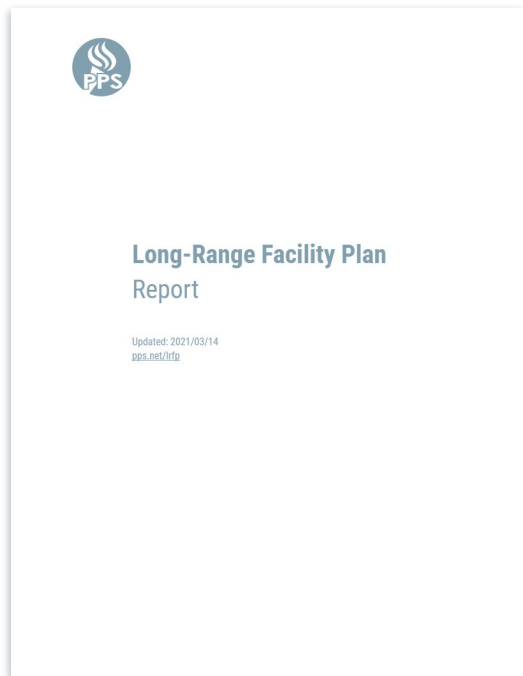 PPS
Long-Range Facility Plan
Report
Updated: 2021/03/14
pps.net/lrfp